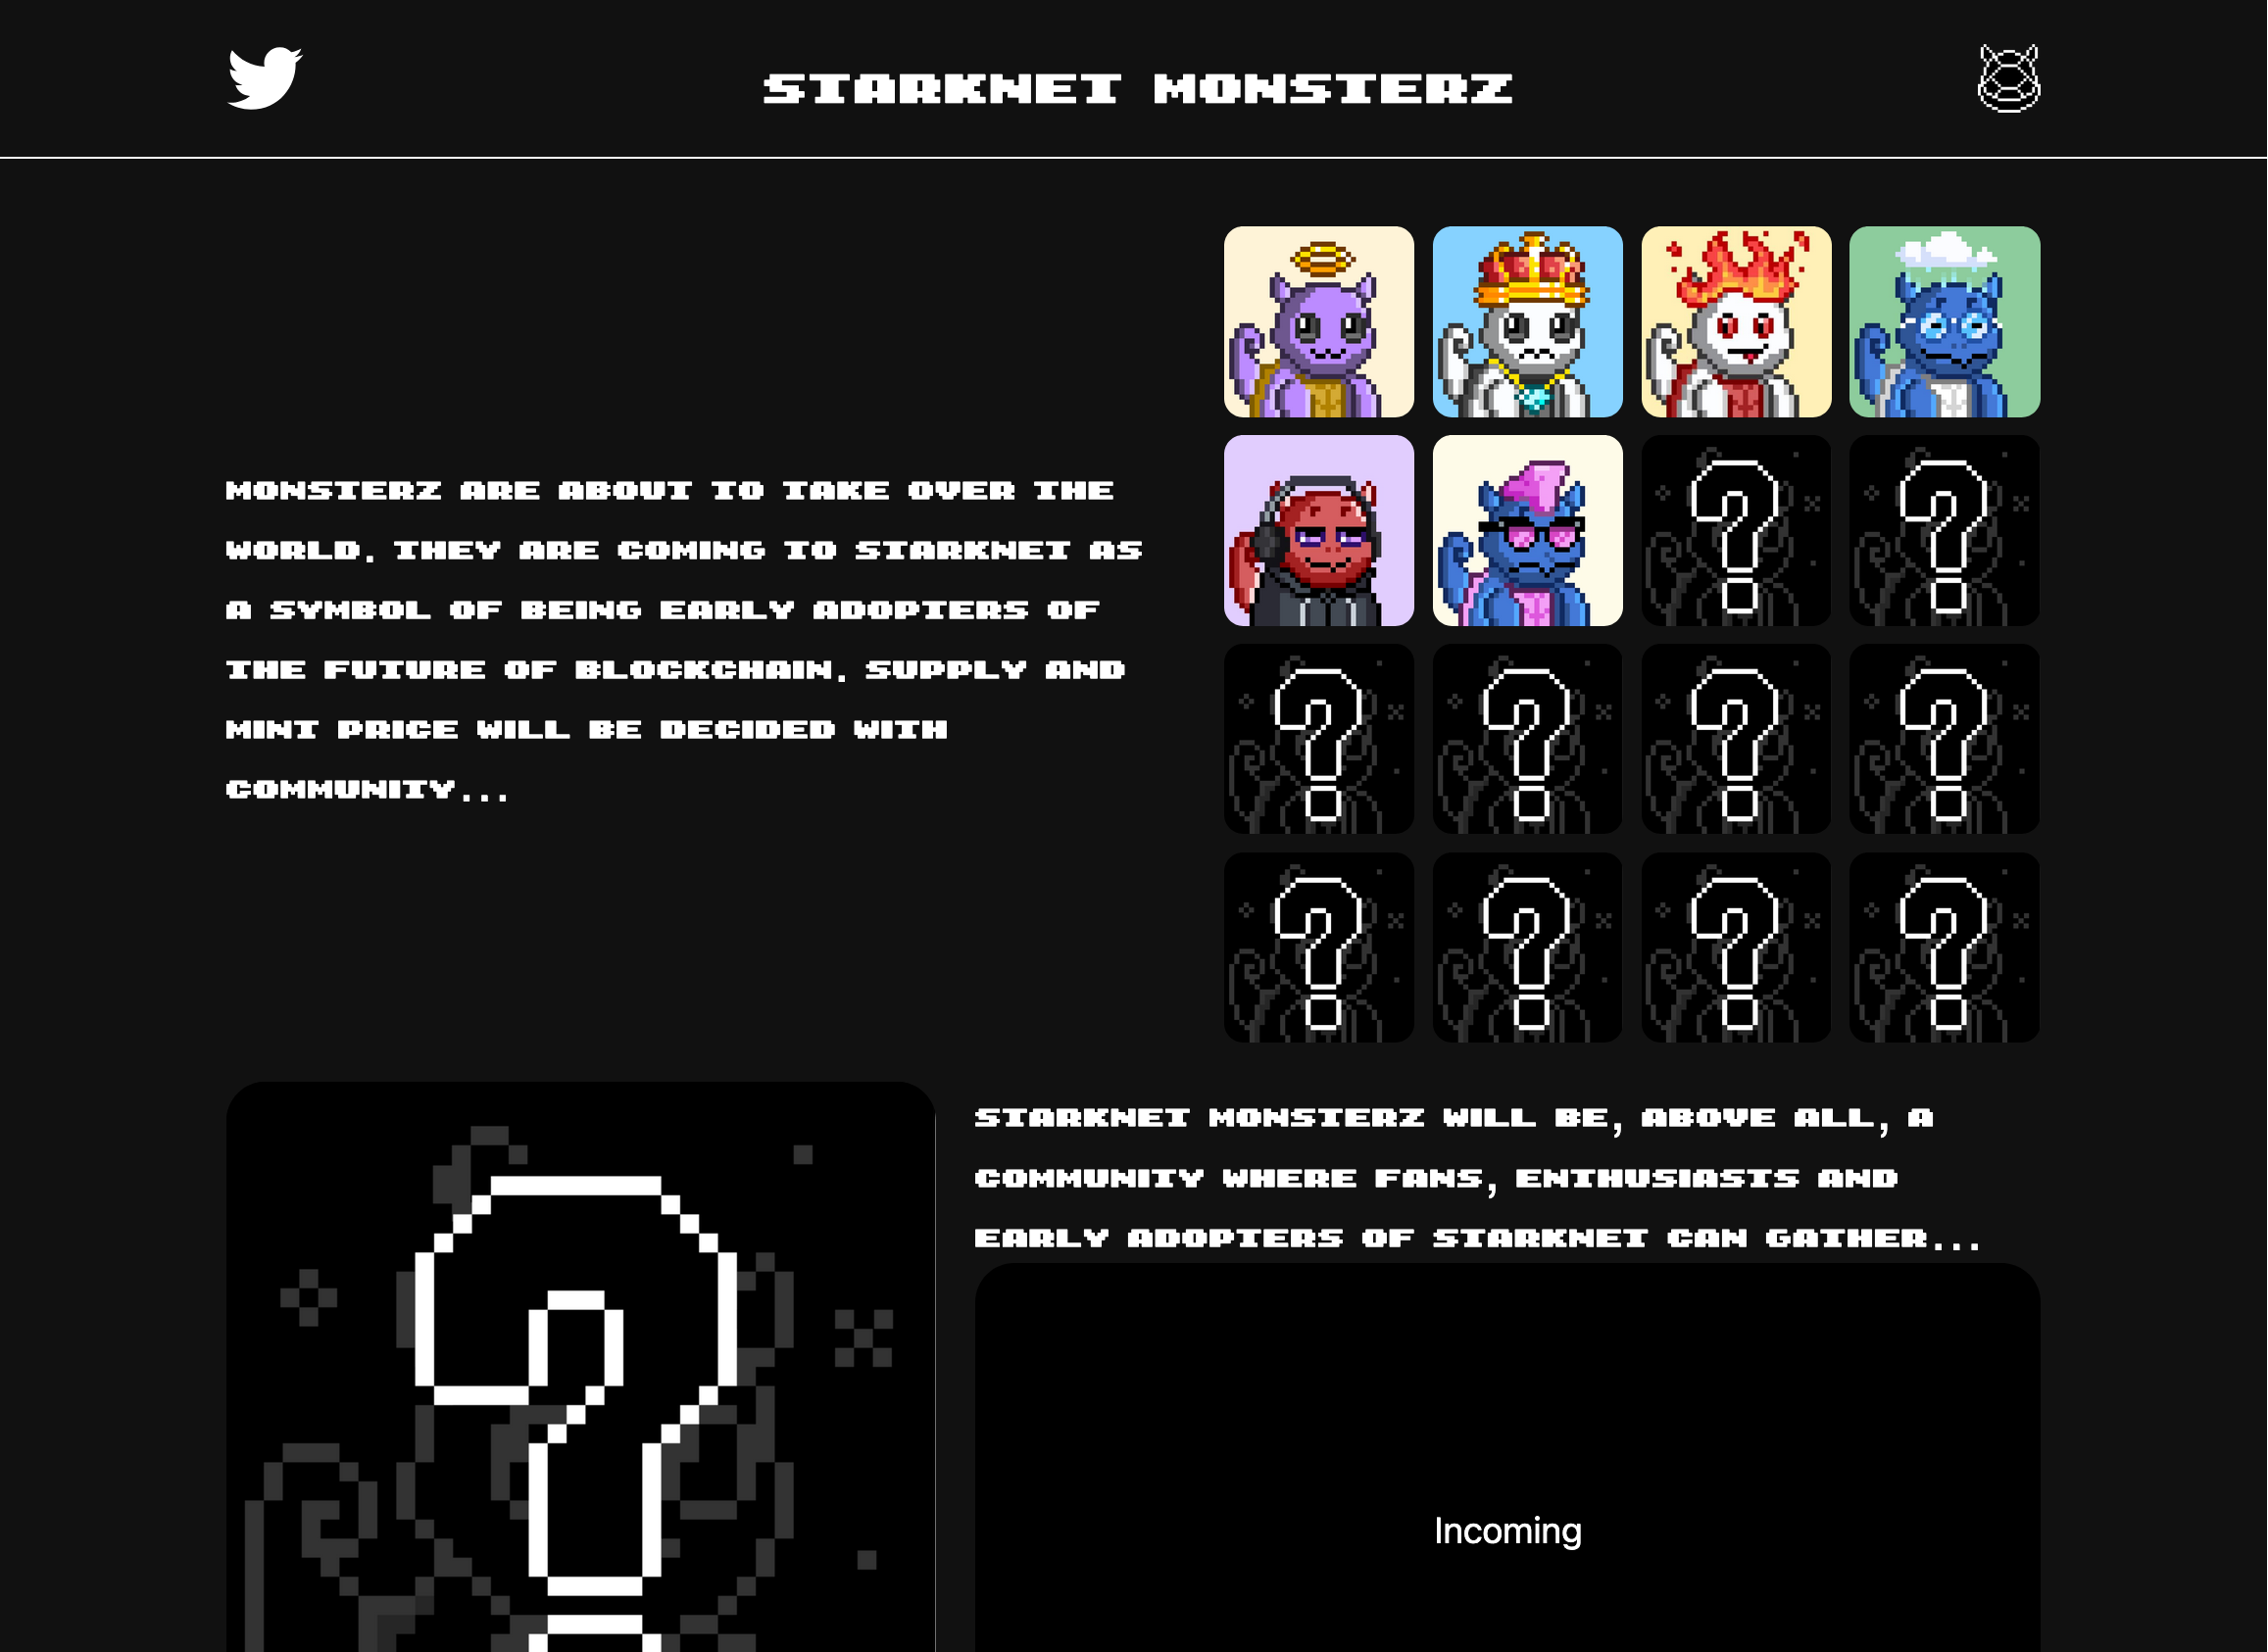 STARKNET MONSTERZ
MONSTERZ ARE ABOUT TO TAKE OVER THE
WORLD. THEY ARE COMING TO STARKNET AS
A SYMBOL OF BEING EARLY ADOPTERS OF
THE FUTURE OF BLOCKCHAIN. SUPPLY AND
MINT PRICE WILL BE DECIDED WITH
COMMUNITY...
?
?
?
?
?
?
?
?
?
?
?
STARKNET MONSTERZ WILL BE, ABOVE ALL, A
COMMUNITY WHERE FANS, ENTHUSIASTS AND
EARLY ADOPTERS OF STARKNET CAN GATHER...
Incoming